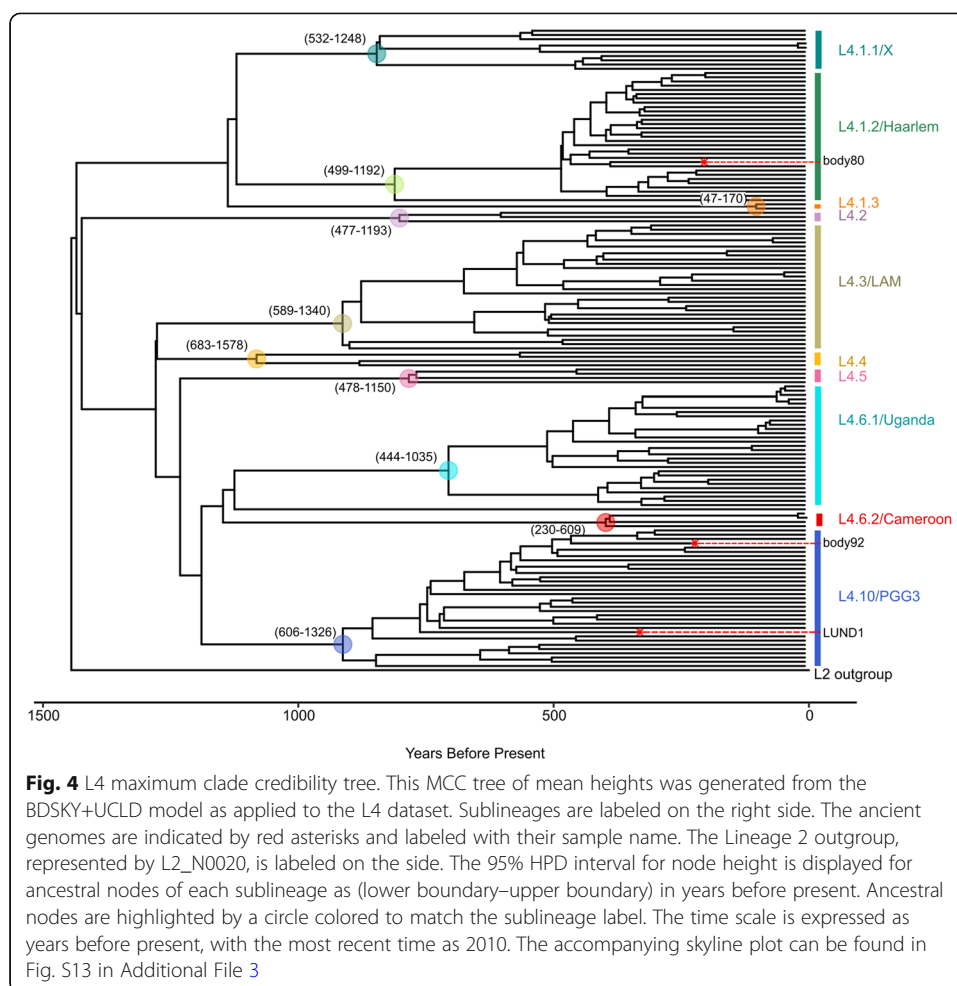 (532-1248)
L4.1.1/X
L4.1.2/Haarlem
body80
(499-1192)
(47-170)
L4.1.3
L4.2
(477-1193)
L4.3/LAM
(589-1340)
(683-1578)
L4.4
L4.5
(478-1150)
L4.6.1/Uganda
(444-1035)
L4.6.2/Cameroon
(230-609)
body92
L4.10/PGG3
(606-1326)
LUND1
L2 outgroup
1500 1000 500 0
Years Before Present
Fig. 4 L4 maximum clade credibility tree. This MCC tree of mean heights was generated from the
BDSKY+UCLD model as applied to the L4 dataset. Sublineages are labeled on the right side. The ancient
genomes are indicated by red asterisks and labeled with their sample name. The Lineage 2 outgroup,
represented by L2_N0020, is labeled on the side. The 95% HPD interval for node height is displayed for
ancestral nodes of each sublineage as (lower boundary–upper boundary) in years before present. Ancestral
nodes are highlighted by a circle colored to match the sublineage label. The time scale is expressed as
years before present, with the most recent time as 2010. The accompanying skyline plot can be found in
Fig. S13 in Additional File 3